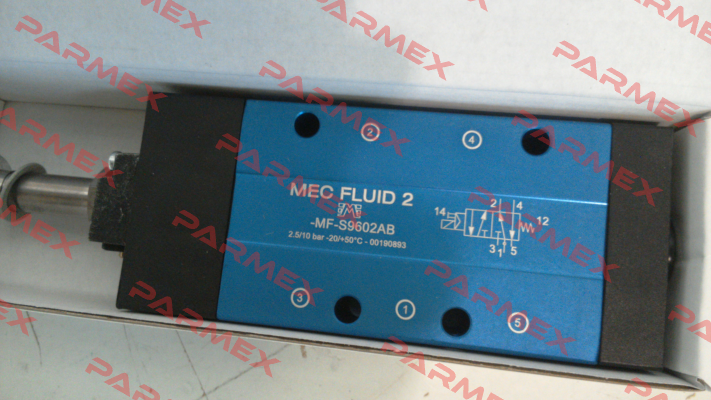 PARMEX
② ④
MEC FLUID 2
-MF-S9602AB
2.5/10 bar -20/+50°C - 00190893
2 4
14 12
3 1 5
③ ① ⑤